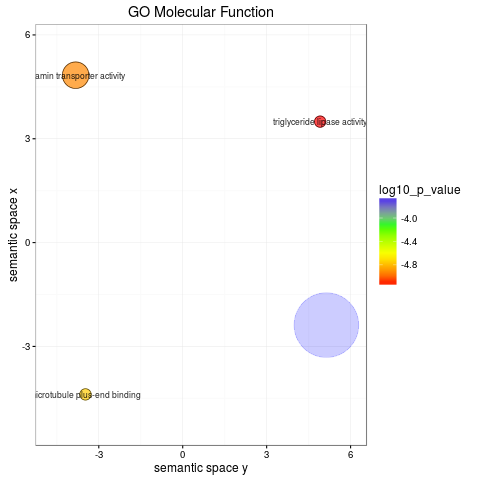 GO Molecular Function
6
3
0
-3
-3
0
3
6
semantic space x
semantic space y
amin transporter activity
triglyceride lipase activity
icrotubule plus-end binding
log10_p_value
-4.0
-4.4
-4.8